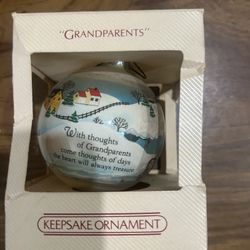 "GRANDPARENTS"
With thoughts
of Grandparents
come thoughts of days
the heart will always treasure
KEEPSAKE ORNAMENT